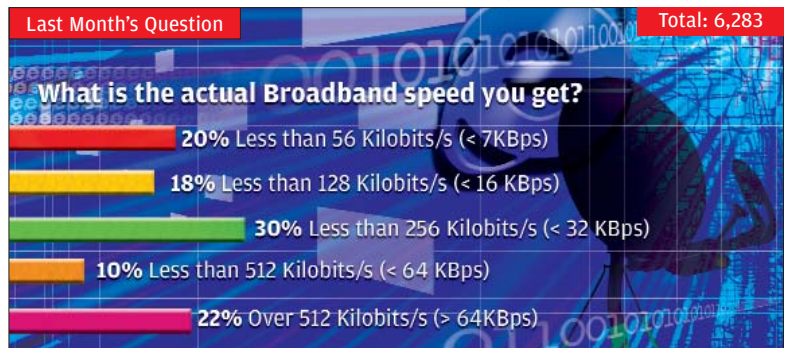 Last Month's Question
Total: 6,283
What is the actual Broadband speed you get?
20% Less than 56 Kilobits/s (< 7KBps)
18% Less than 128 Kilobits/s (< 16 KBps)
30% Less than 256 Kilobits/s (< 32 KBps)
10% Less than 512 Kilobits/s (< 64 KBps)
22% Over 512 Kilobits/s (> 64KBps)